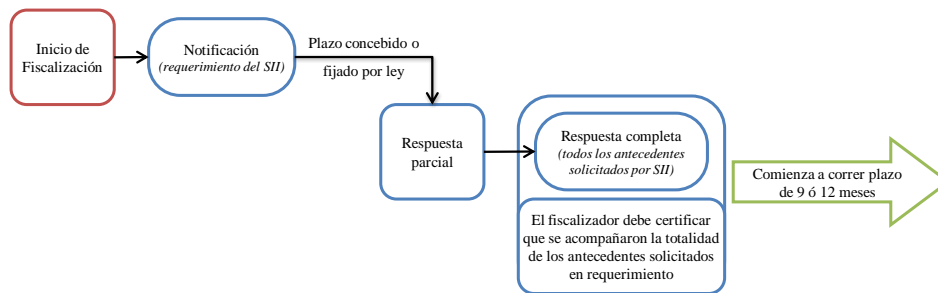 Inicio de
Fiscalización
Notificación
(requerimiento del SII)
Plazo concebido o
fijado por ley
Respuesta
parcial
Respuesta completa
(todos los antecedentes
solicitados por SII)
El fiscalizador debe certificar
que se acompañaron la totalidad
de los antecedentes solicitados
en requerimiento
Comienza a correr plazo
de 9 ó 12 meses